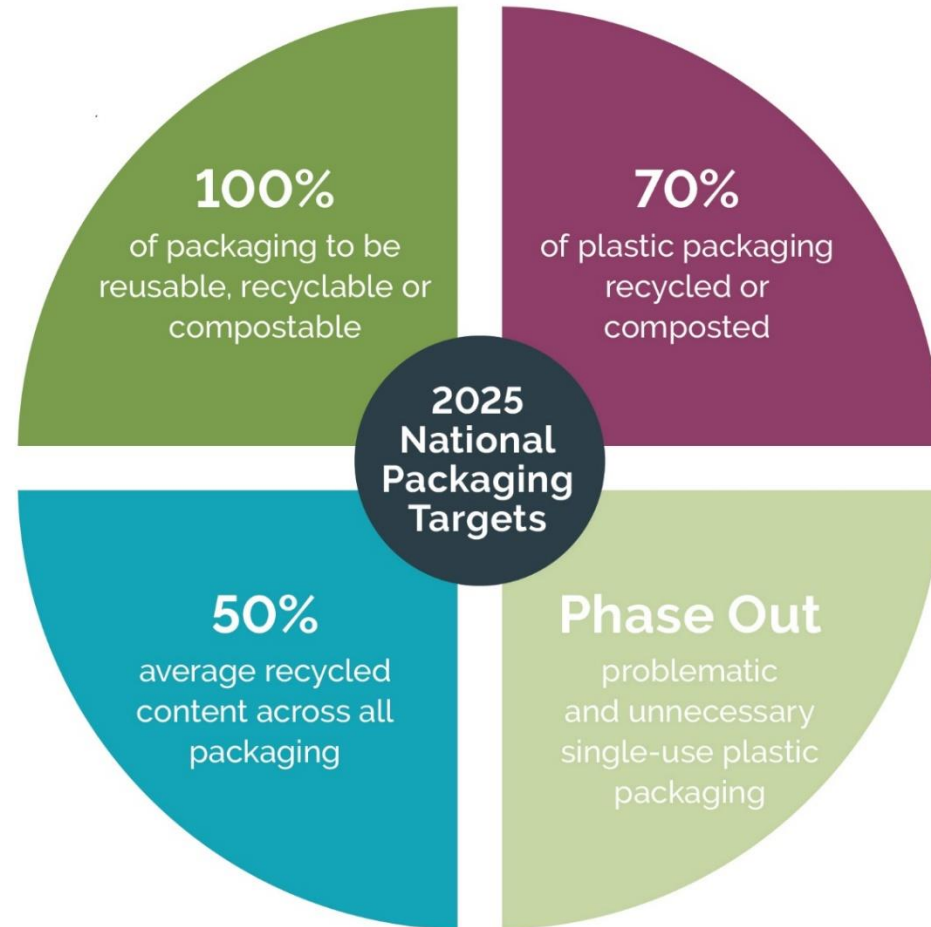 100%
of packaging to be
reusable, recyclable or
compostable
70%
of plastic packaging
recycled or
composted
2025
National
Packaging
Targets
50%
average recycled
content across all
packaging
Phase Out
problematic
and unnecessary
single-use plastic
packaging